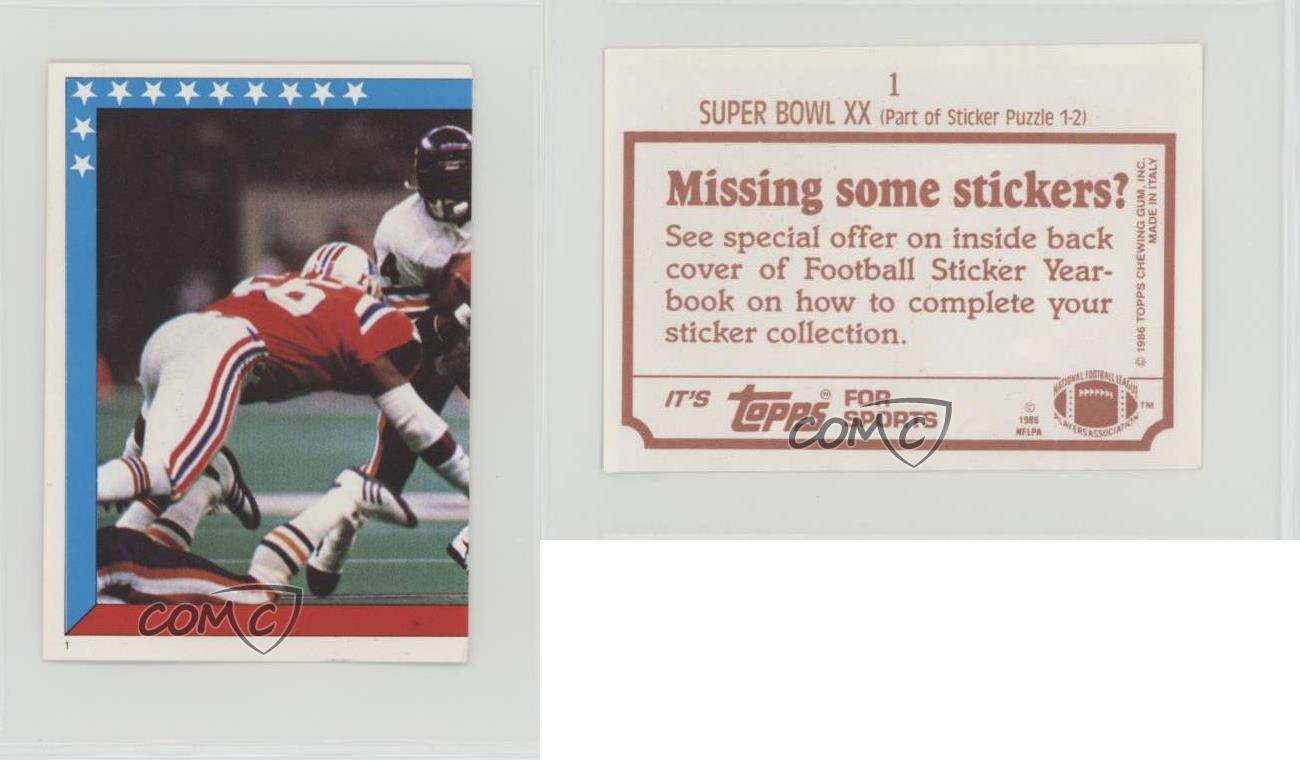 1
COMC
1
SUPER BOWL XX (Part of Sticker Puzzle 1-2)
Missing some stickers?
See special offer on inside back
cover of Football Sticker Year-
book on how to complete your
sticker collection.
© 1986 TOPPS CHEWING GUM, INC.
MADE IN ITALY
IT'S Topps® FOR SPORTS
COMC
© 1986 NFLPA
NATIONAL FOOTBALL LEAGUE
PLAYERS ASSOCIATION
TM